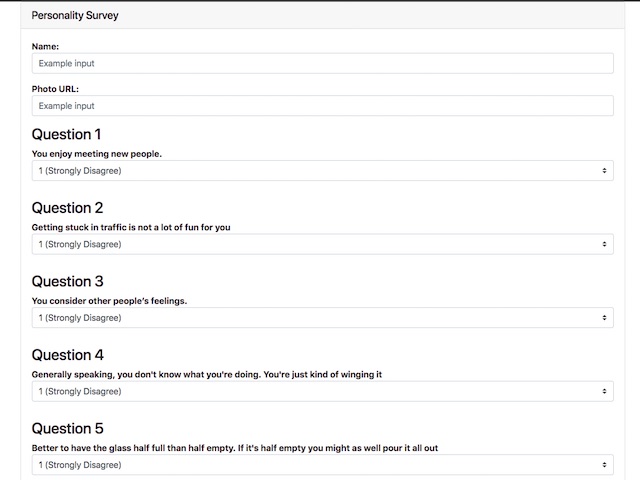 Personality Survey
Name:
Example input
Photo URL:
Example input
Question 1
You enjoy meeting new people.
1 (Strongly Disagree)
Question 2
Getting stuck in traffic is not a lot of fun for you
1 (Strongly Disagree)
Question 3
You consider other people’s feelings.
1 (Strongly Disagree)
Question 4
Generally speaking, you don't know what you're doing. You're just kind of winging it
1 (Strongly Disagree)
Question 5
Better to have the glass half full than half empty. If it's half empty you might as well pour it all out
1 (Strongly Disagree)